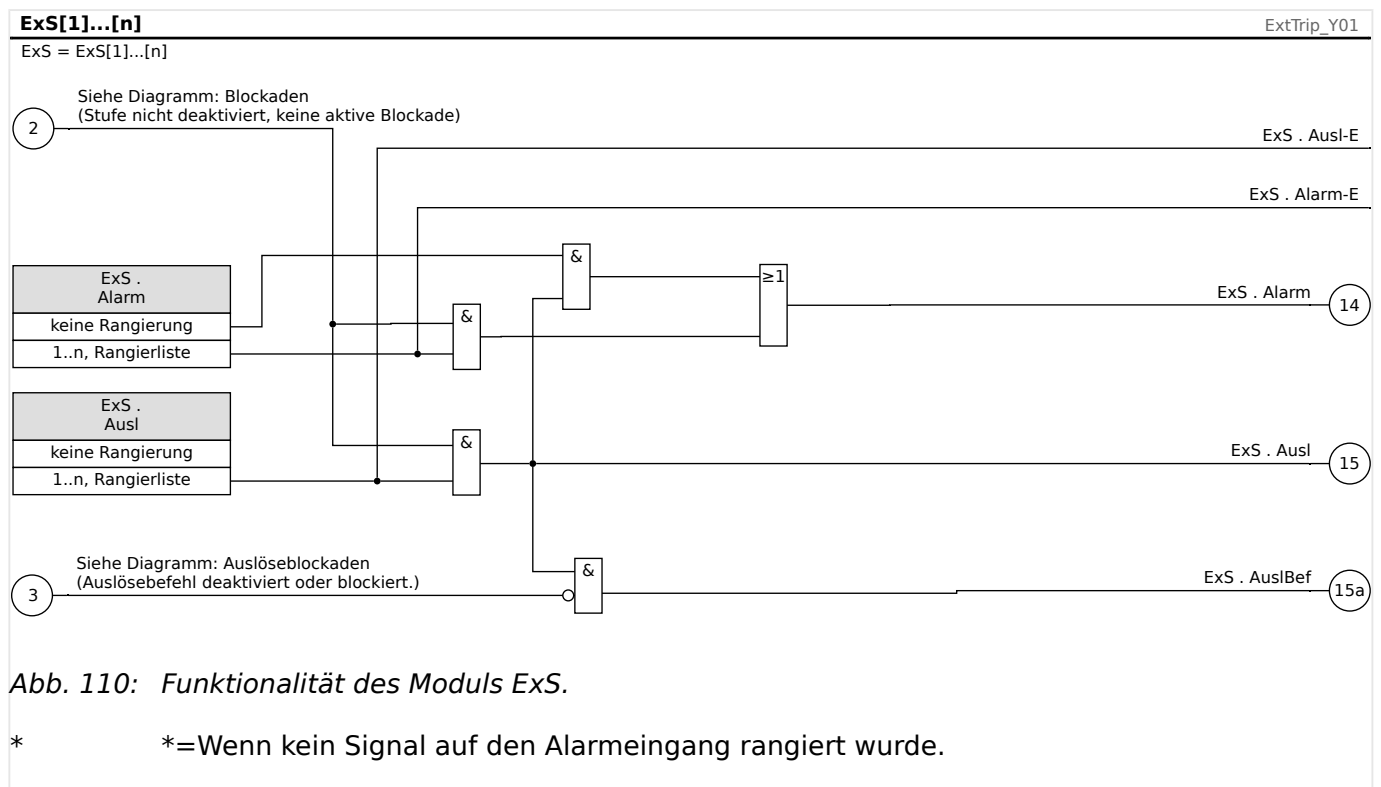 ExS[1]...[n]
ExtTrip_Y01
ExS = ExS[1]...[n]
Siehe Diagramm: Blockaden
(Stufe nicht deaktiviert, keine aktive Blockade)
2
ExS . Ausl-E
ExS . Alarm-E
&
ExS .
Alarm
≥1
ExS . Alarm
14
keine Rangierung
&
1..n, Rangierliste
ExS .
Ausl
keine Rangierung
&
ExS . Ausl
15
1..n, Rangierliste
Siehe Diagramm: Auslöseblockaden
(Auslösebefehl deaktiviert oder blockiert.)
3
&
ExS . AuslBef
15a
Abb. 110: Funktionalität des Moduls ExS.
* *=Wenn kein Signal auf den Alarmeingang rangiert wurde.